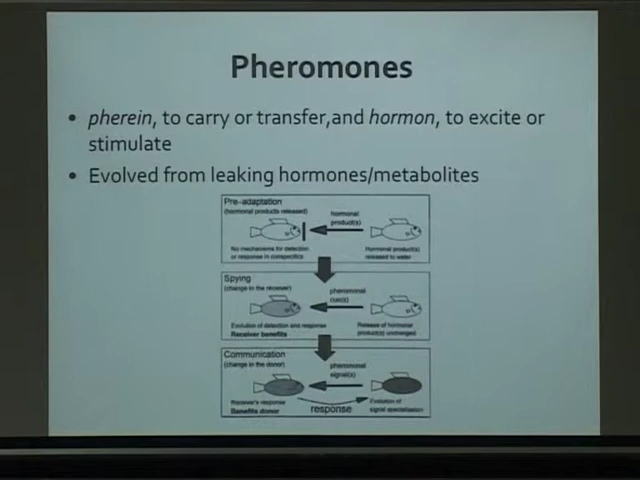 Pheromones
• pherein, to carry or transfer,and hormon, to excite or
stimulate
• Evolved from leaking hormones/metabolites
Pre-adaptation
(hormonal products released)
hormonal
product(s)
No mechanisms for detection
or response in conspecifics
Hormonal product(s)
released to water
Spying
(change in the receiver)
pheromonal
cue(s)
Evolution of detection and response
Receiver benefits
Release of hormonal
product(s) unchanged
Communication
(change in the donor)
pheromonal
signal(s)
Receiver's response
Benefits donor
response
Evolution of
signal specialisation